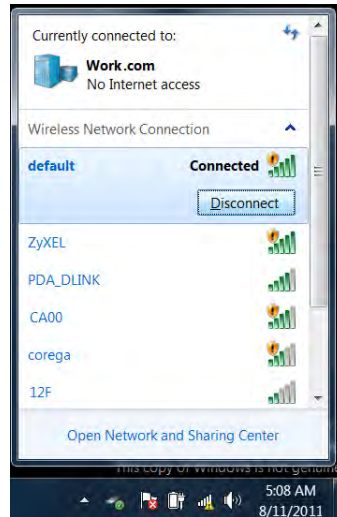 Currently connected to:
Work.com
No Internet access
Wireless Network Connection
default Connected
Disconnect
ZyXEL
PDA_DLINK
CA00
corega
12F
Open Network and Sharing Center
This copy of Windows is not genuine
5:08 AM
8/11/2011